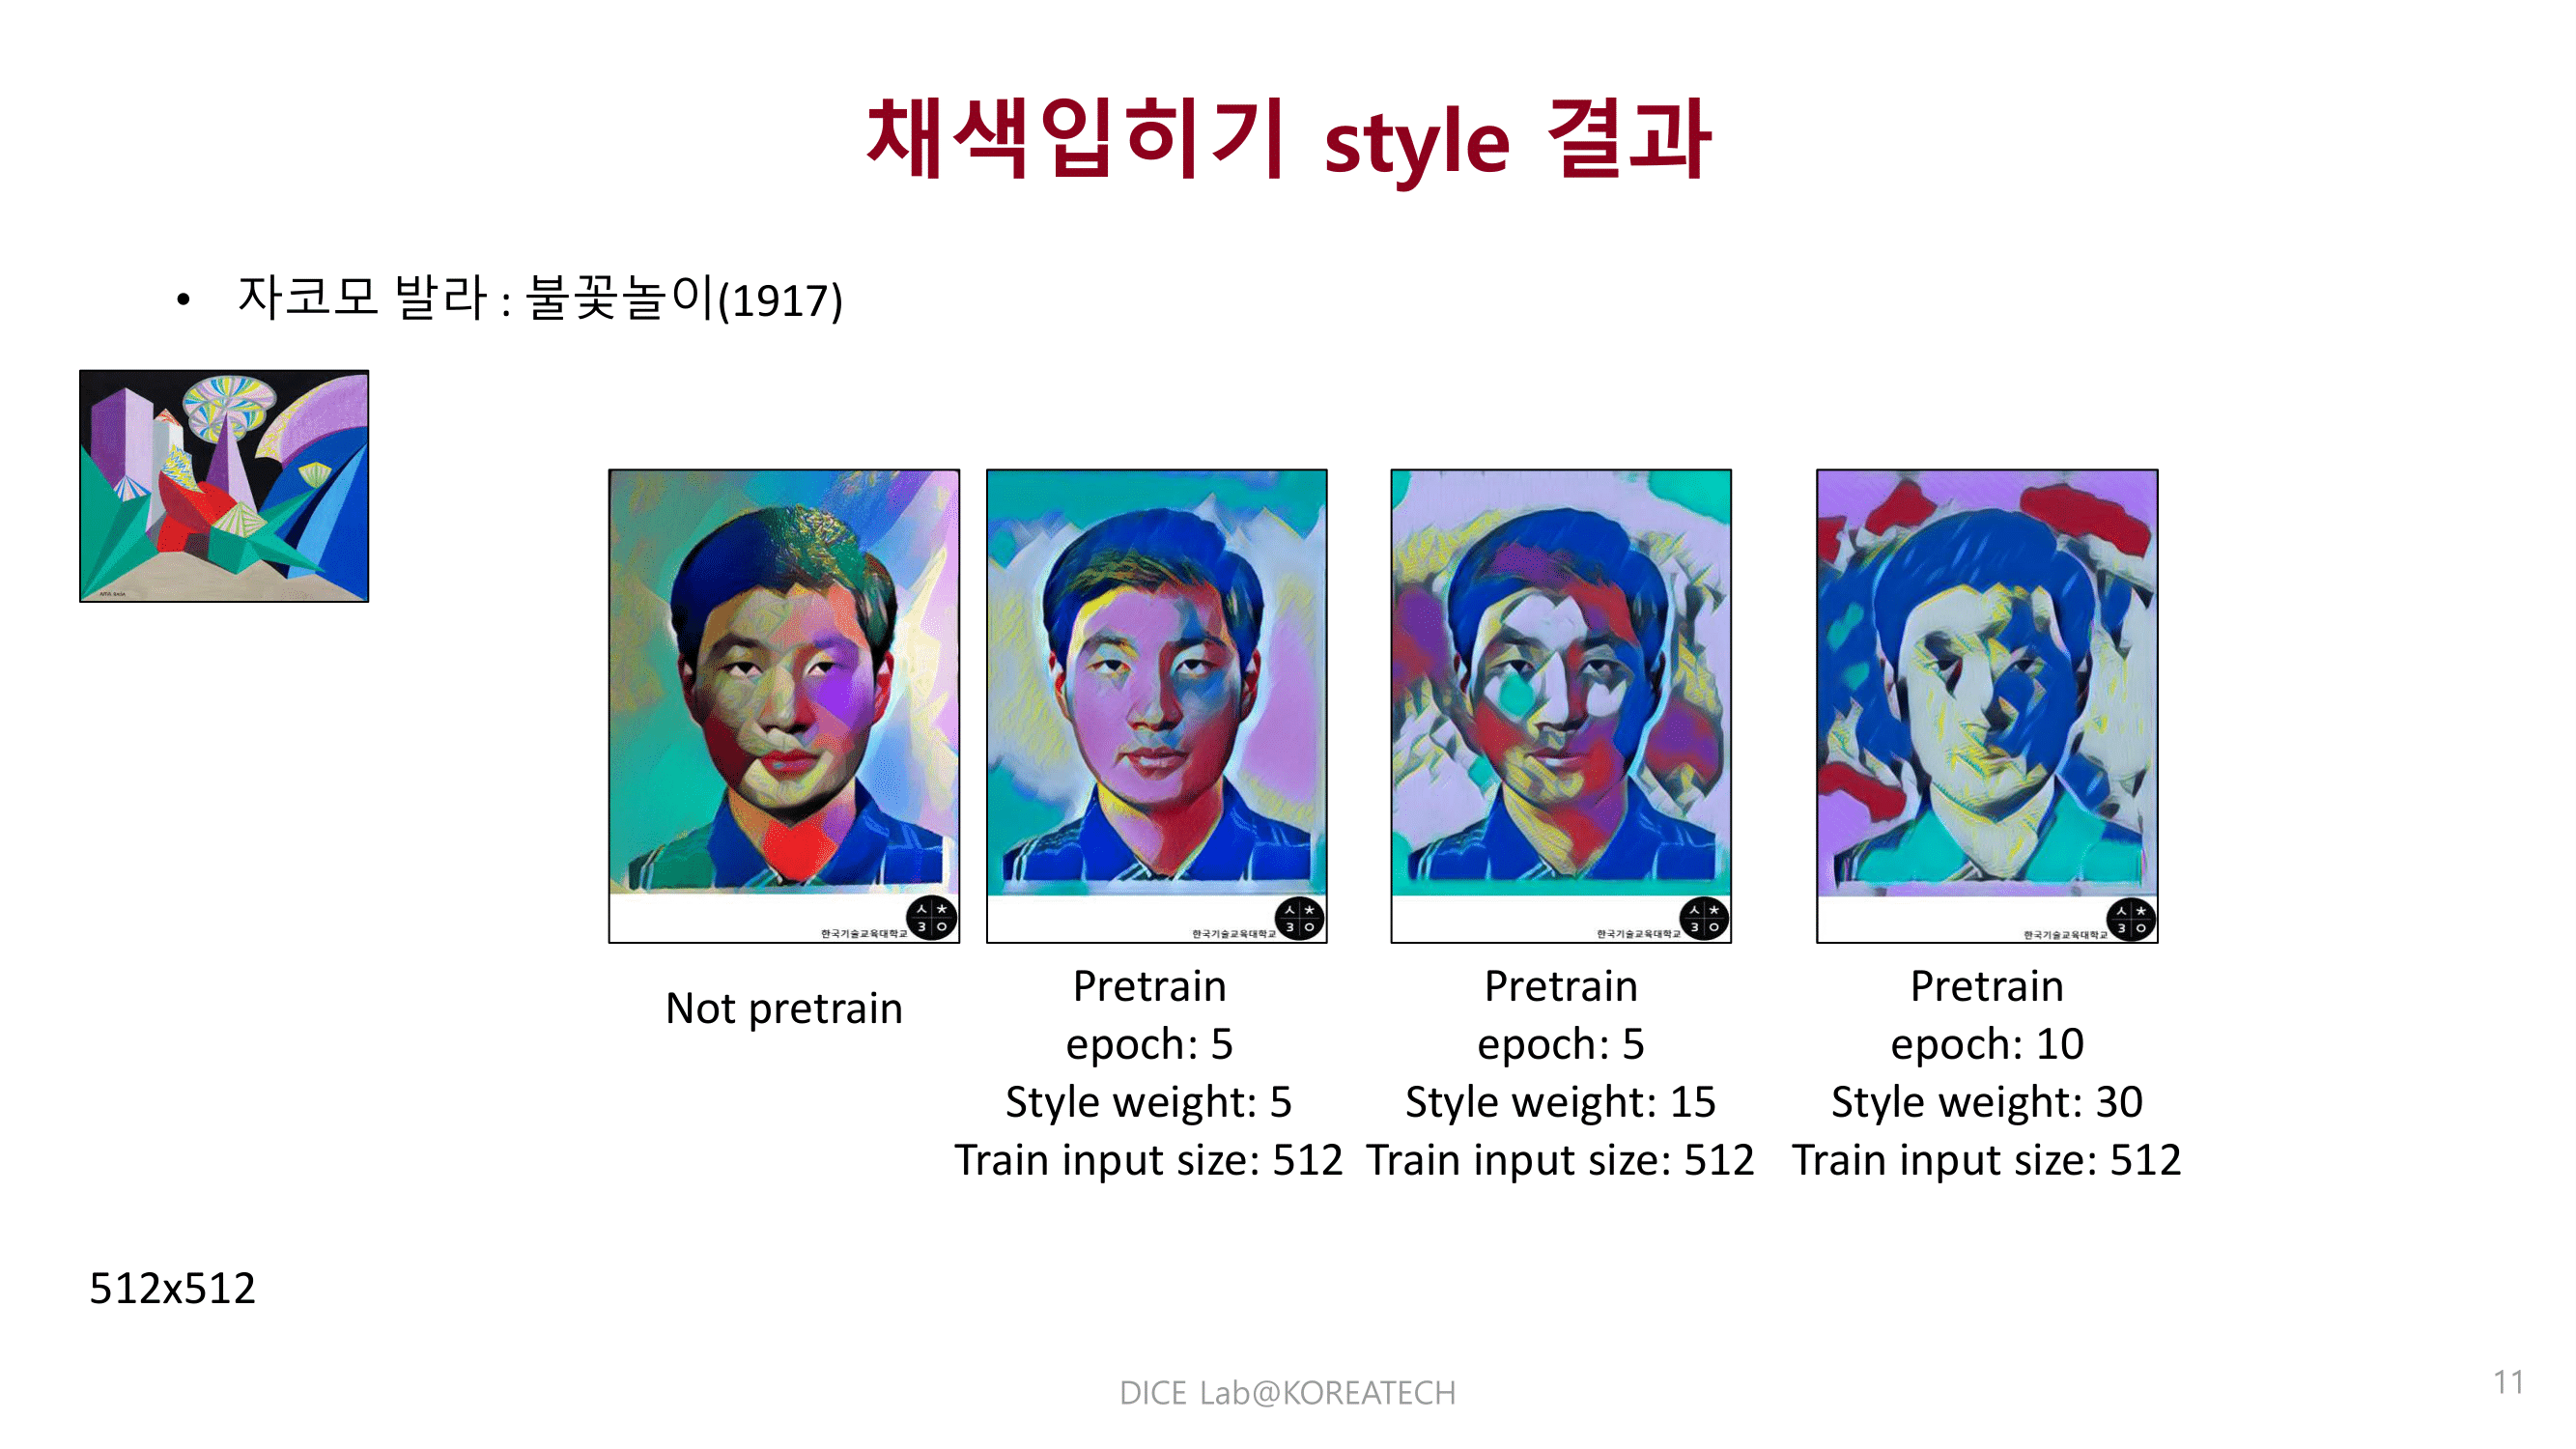 채색입히기 style 결과
• 자코모 발라 : 불꽃놀이(1917)
한국기술교육대학교
ㅅ ㅊ
3 ㅇ
한국기술교육대학교
한국기술교육대학교
한국기술교육대학교
Not pretrain
Pretrain
epoch: 5
Style weight: 5
Train input size: 512
Pretrain
epoch: 5
Style weight: 15
Train input size: 512
Pretrain
epoch: 10
Style weight: 30
Train input size: 512
512x512
DICE Lab@KOREATECH
11